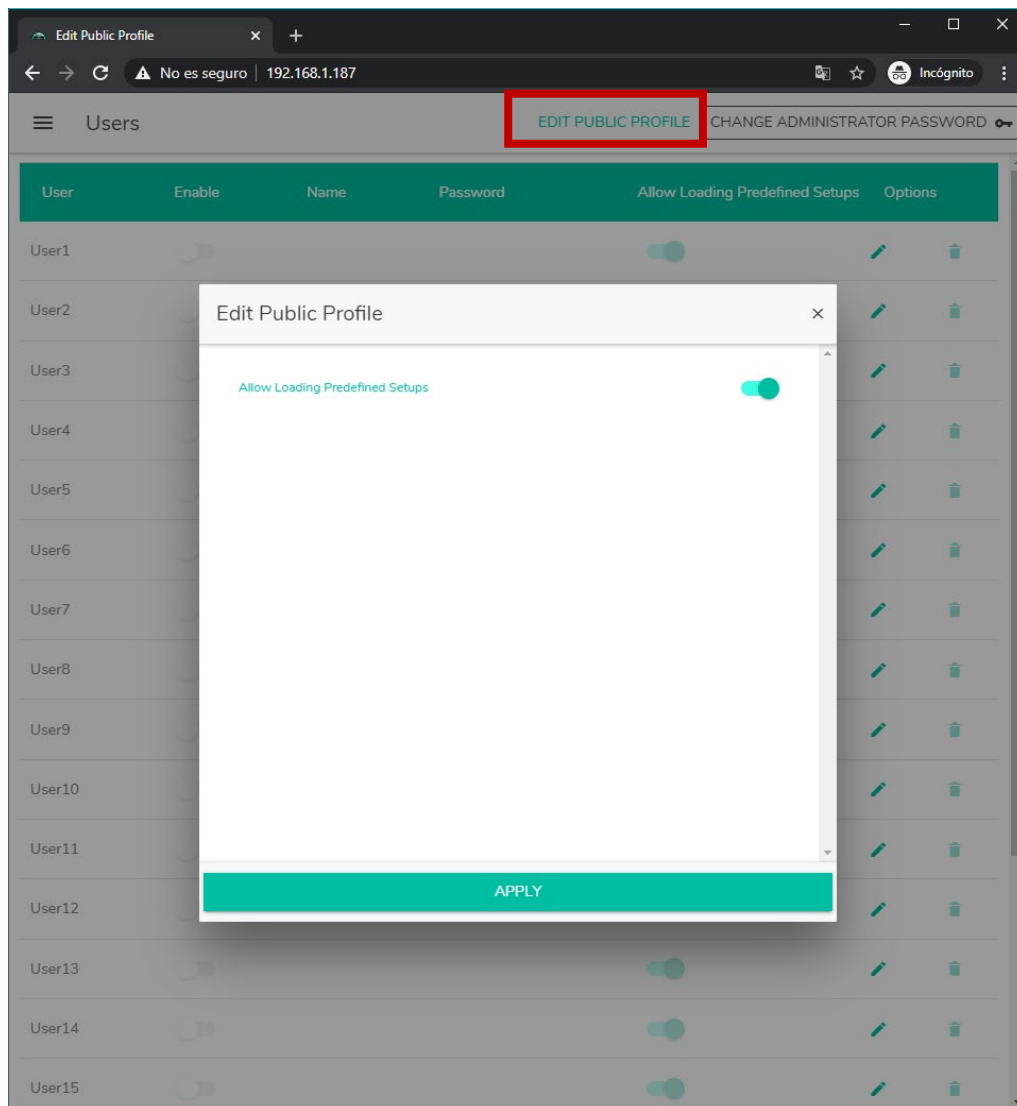 Edit Public Profile
No es seguro 192.168.1.187 Incógnito
Users EDIT PUBLIC PROFILE CHANGE ADMINISTRATOR PASSWORD
User Enable Name Password Allow Loading Predefined Setups Options
User1
User2
Edit Public Profile
User3
Allow Loading Predefined Setups
User4
User5
User6
User7
User8
User9
User10
User11
APPLY
User12
User13
User14
User15